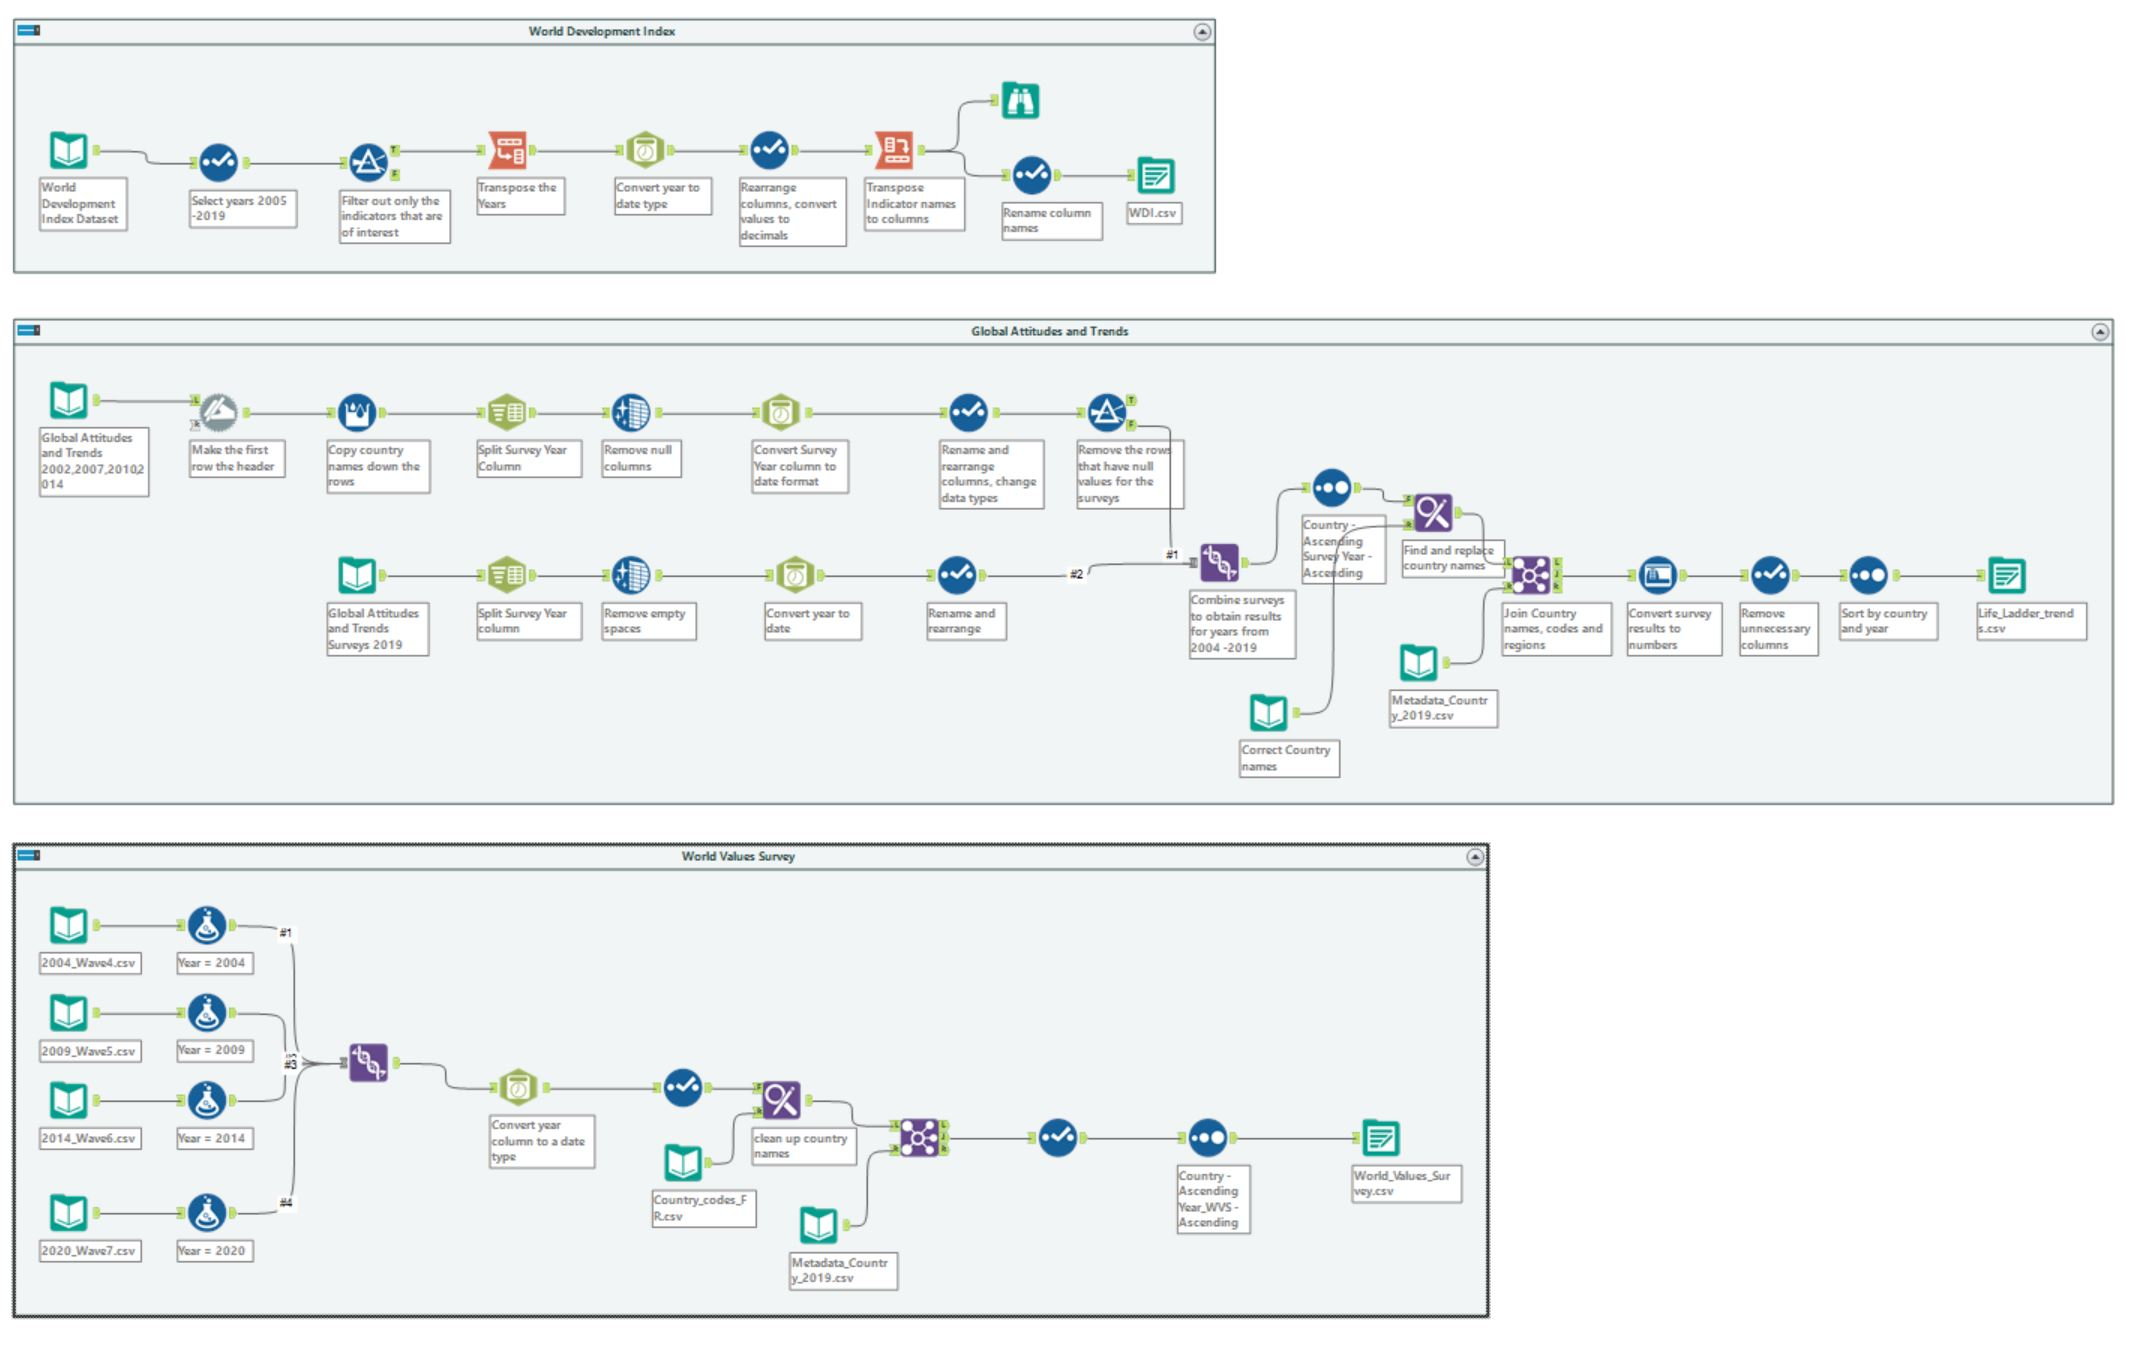 World Development Index
World
Development
Index Dataset
Select years 2005
-2019
T
F
Filter out only the
indicators that are
of interest
Transpose the
Years
Convert year to
date type
Rearrange
columns, convert
values to
decimals
Transpose
Indicator names
to columns
Rename column
names
WDI.csv
Global Attitudes and Trends
Global Attitudes
and Trends
2002,2007,2010,2
014
L
R
Make the first
row the header
Copy country
names down the
rows
Split Survey Year
Column
Remove null
columns
Convert Survey
Year column to
date format
Rename and
rearrange
columns, change
data types
T
F
Remove the rows
that have null
values for the
surveys
Global Attitudes
and Trends
Surveys 2019
Split Survey Year
column
Remove empty
spaces
Convert year to
date
Rename and
rearrange
#1
#2
Combine surveys
to obtain results
for years from
2004 -2019
Country -
Ascending
Survey Year -
Ascending
F
R
Find and replace
country names
Correct Country
names
Metadata_Countr
y_2019.csv
L
R
L
J
R
Join Country
names, codes and
regions
Convert survey
results to
numbers
Remove
unnecessary
columns
Sort by country
and year
Life_Ladder_trend
s.csv
World Values Survey
2004_Wave4.csv
Year = 2004
#1
2009_Wave5.csv
Year = 2009
2014_Wave6.csv
Year = 2014
2020_Wave7.csv
Year = 2020
#4
Convert year
column to a date
type
F
R
clean up country
names
Country_codes_F
R.csv
Metadata_Countr
y_2019.csv
L
R
L
J
R
Country -
Ascending
Year_WVS -
Ascending
World_Values_Sur
vey.csv